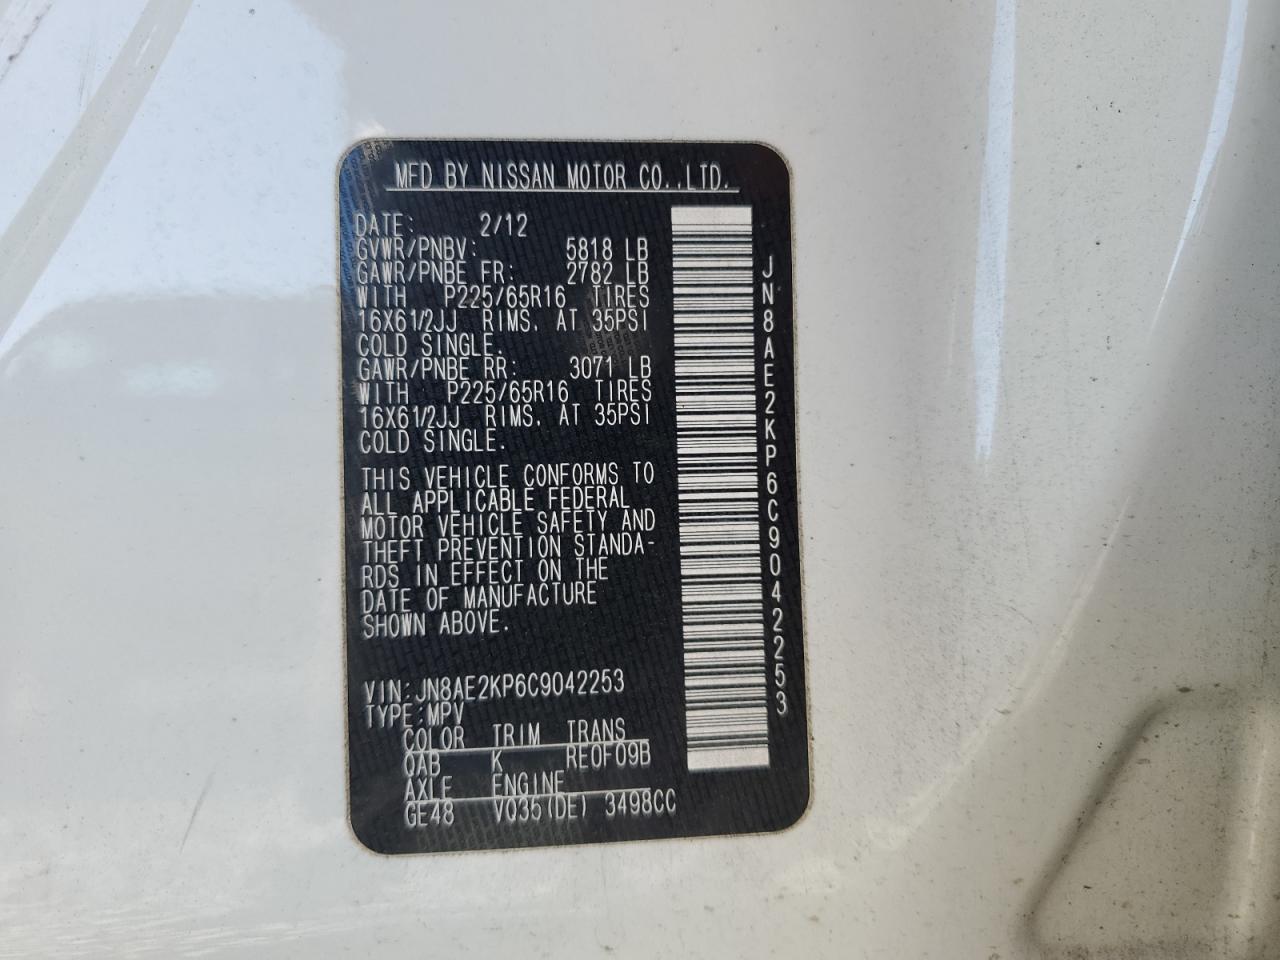 MFD BY NISSAN MOTOR CO.,LTD.
DATE: 2/12
GVWR/PNBV: 5818 LB
GAWR/PNBE FR: 2782 LB
WITH P225/65R16 TIRES
16X61/2JJ RIMS. AT 35PSI
COLD SINGLE.
GAWR/PNBE RR: 3071 LB
WITH P225/65R16 TIRES
16X61/2JJ RIMS. AT 35PSI
COLD SINGLE.
THIS VEHICLE CONFORMS TO
ALL APPLICABLE FEDERAL
MOTOR VEHICLE SAFETY AND
THEFT PREVENTION STANDA-
RDS IN EFFECT ON THE
DATE OF MANUFACTURE
SHOWN ABOVE.
VIN:JN8AE2KP6C9042253
TYPE:MPV
COLOR TRIM TRANS
QAB K RE0F09B
AXLE ENGINE
GE48 VQ35(DE) 3498CC
JN8AE2KP6C9042253